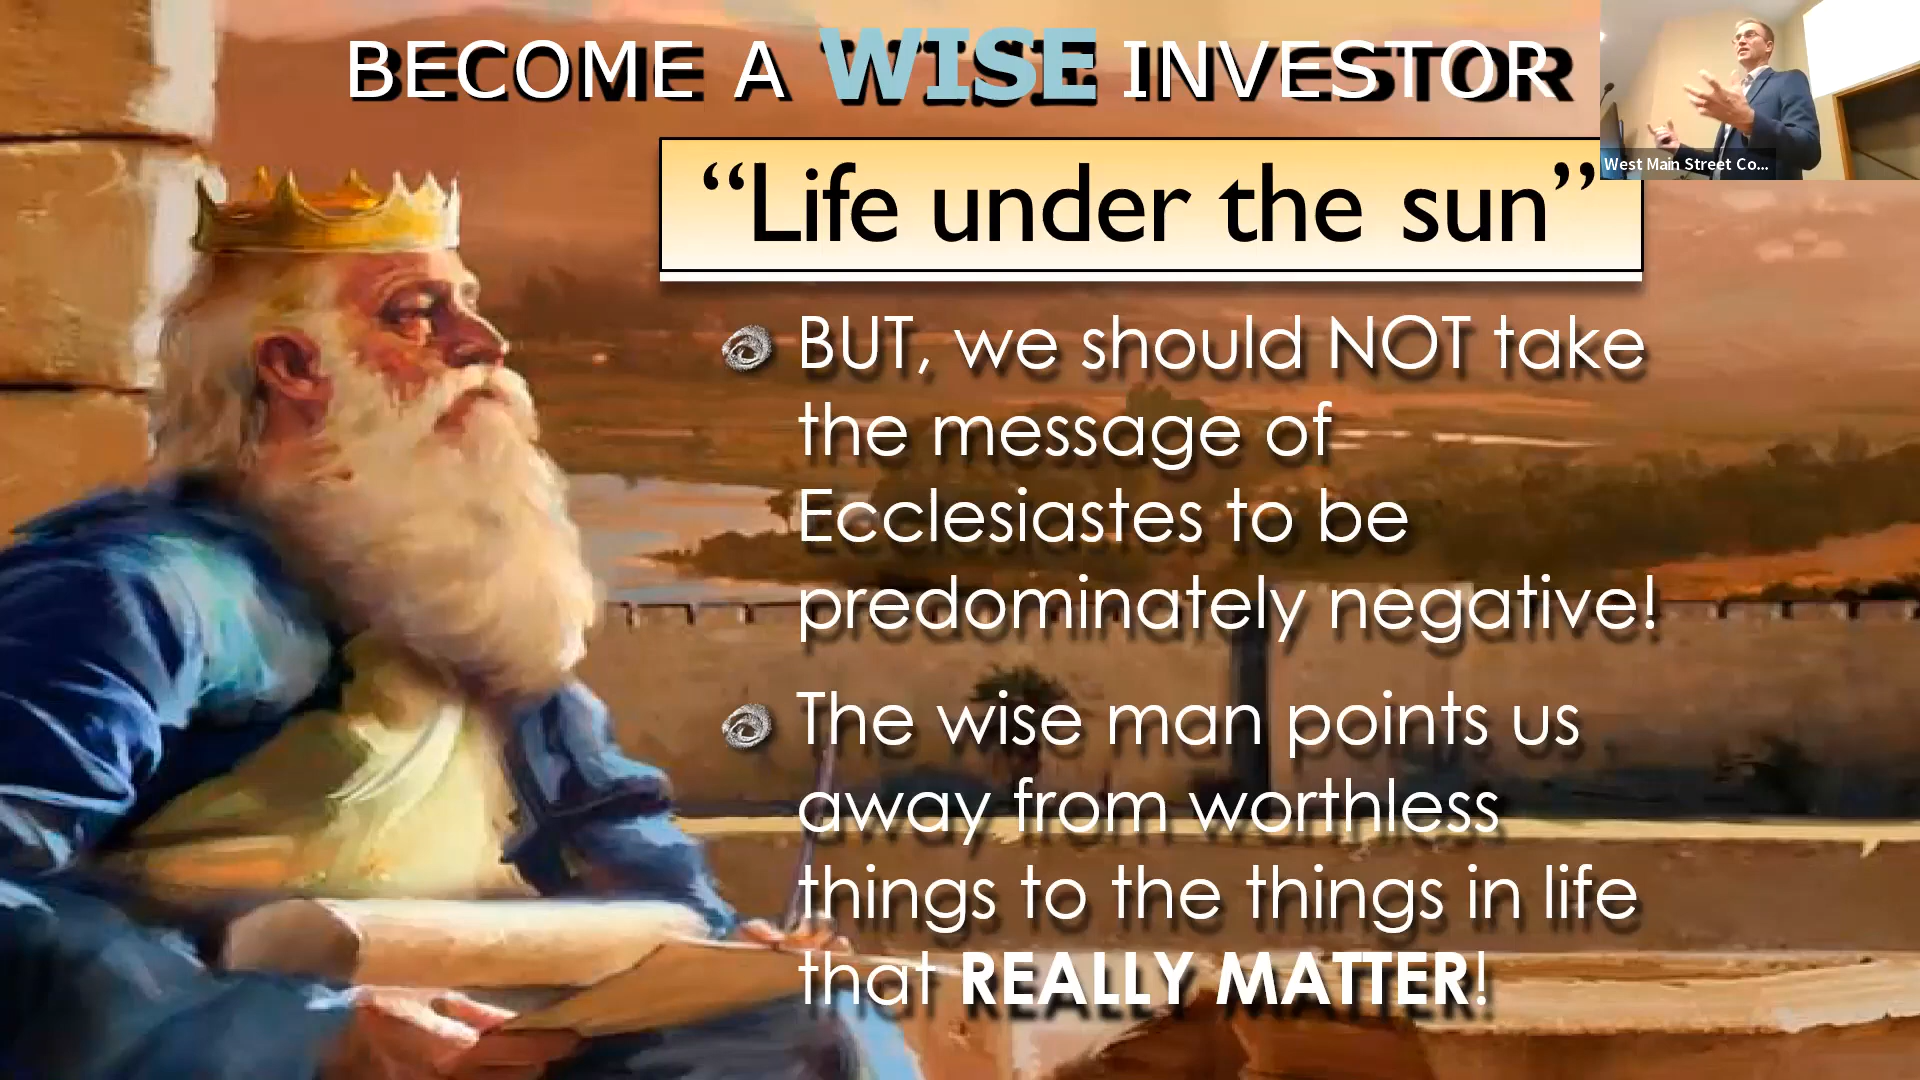 BECOME A WISE INVESTOR
West Main Street Co...
“Life under the sun”
BUT, we should NOT take
the message of
Ecclesiastes to be
predominately negative!
The wise man points us
away from worthless
things to the things in life
that REALLY MATTER!